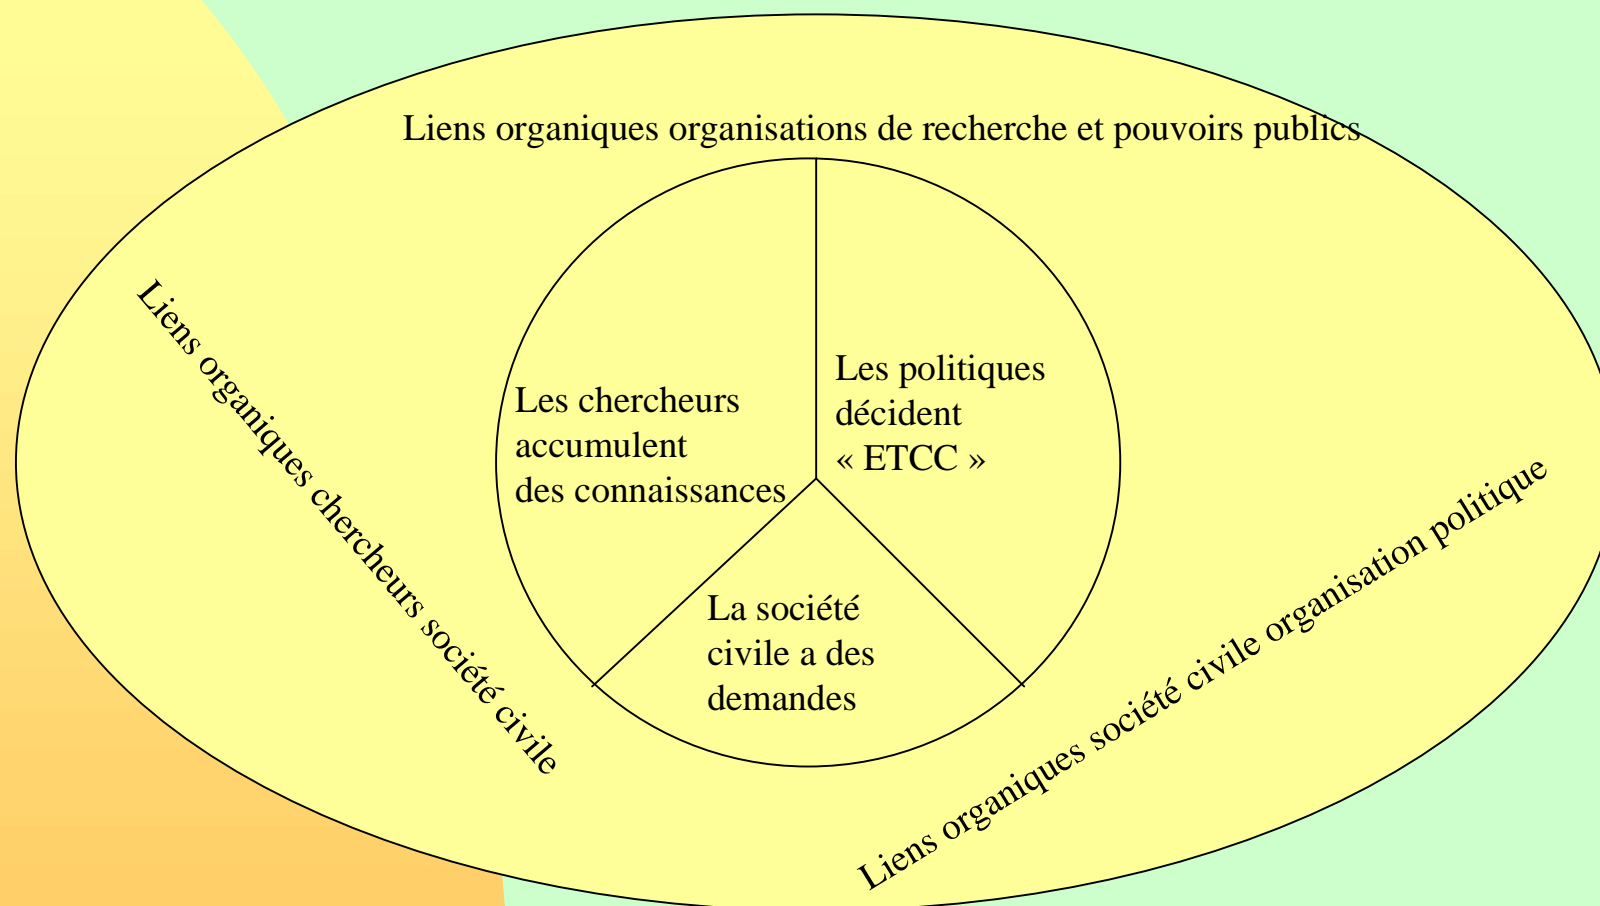 Liens organiques organisations de recherche et pouvoirs publics
Liens organiques chercheurs société civile
Les chercheurs
accumulent
des connaissances
Les politiques
décident
« ETCC »
La société
civile a des
demandes
Liens organiques société civile organisation politique